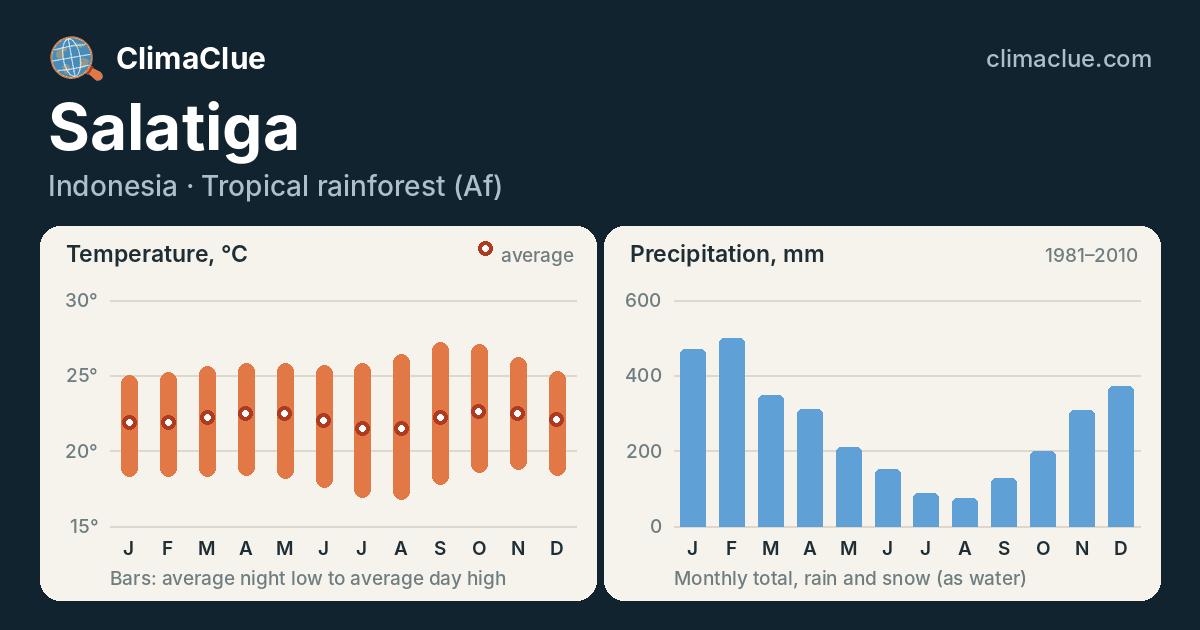 ClimaClue
climaclue.com
Salatiga
Indonesia · Tropical rainforest (Af)
Temperature, °C
average
30°
25°
20°
15°
J F M A M J J A S O N D
Bars: average night low to average day high
Precipitation, mm
1981–2010
600
400
200
0
J F M A M J J A S O N D
Monthly total, rain and snow (as water)